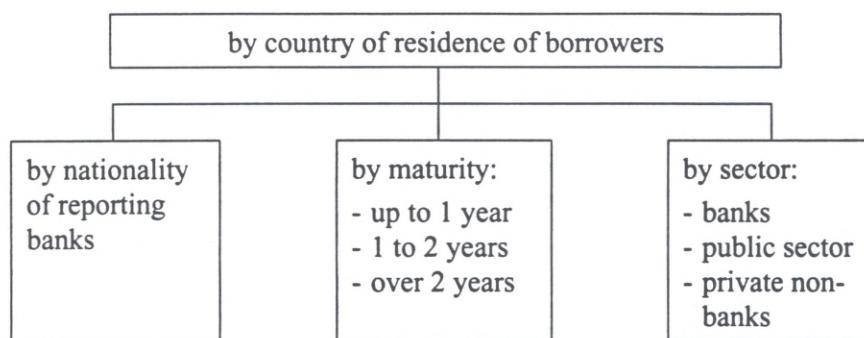 by country of residence of borrowers
by nationality
of reporting
banks
by maturity:
- up to 1 year
- 1 to 2 years
- over 2 years
by sector:
- banks
- public sector
- private non-
banks